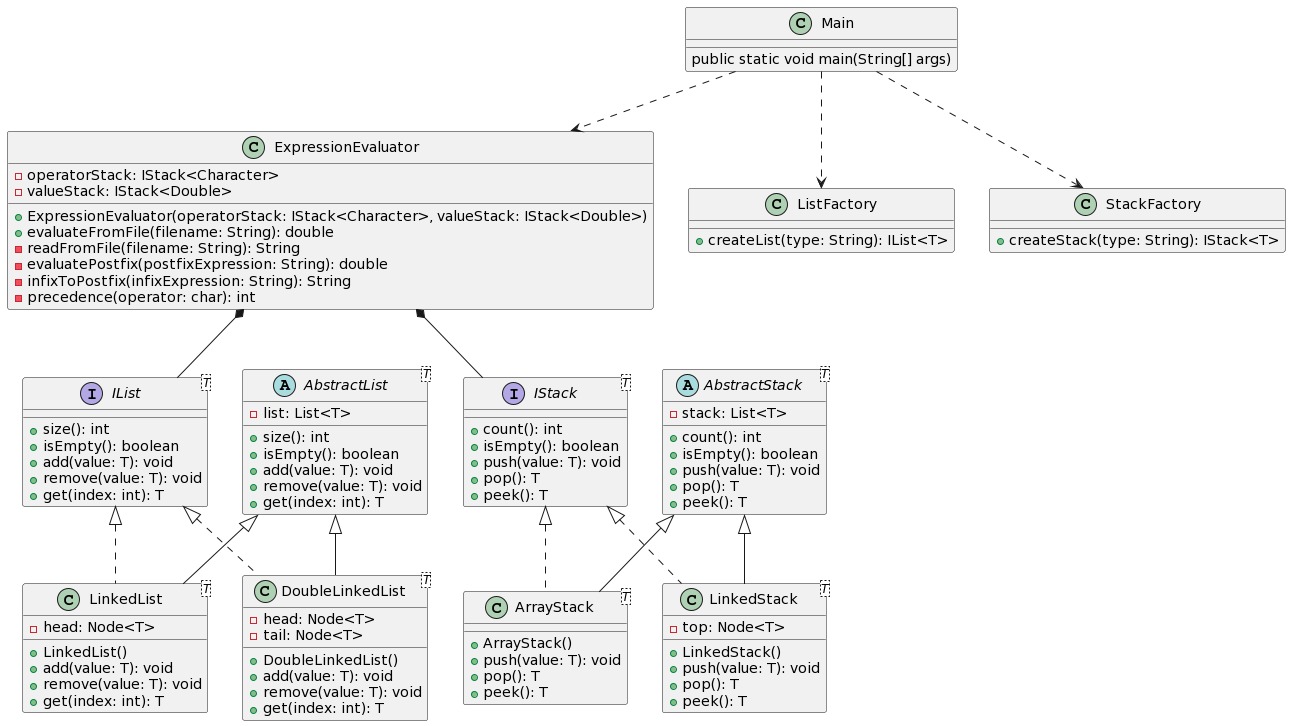 C Main
public static void main(String[] args)
C ExpressionEvaluator
operatorStack: IStack<Character>
valueStack: IStack<Double>
ExpressionEvaluator(operatorStack: IStack<Character>, valueStack: IStack<Double>)
evaluateFromFile(filename: String): double
readFromFile(filename: String): String
evaluatePostfix(postfixExpression: String): double
infixToPostfix(infixExpression: String): String
precedence(operator: char): int
C ListFactory
createList(type: String): IList<T>
C StackFactory
createStack(type: String): IStack<T>
I IList T
size(): int
isEmpty(): boolean
add(value: T): void
remove(value: T): void
get(index: int): T
A AbstractList T
list: List<T>
size(): int
isEmpty(): boolean
add(value: T): void
remove(value: T): void
get(index: int): T
I IStack T
count(): int
isEmpty(): boolean
push(value: T): void
pop(): T
peek(): T
A AbstractStack T
stack: List<T>
count(): int
isEmpty(): boolean
push(value: T): void
pop(): T
peek(): T
C LinkedList T
head: Node<T>
LinkedList()
add(value: T): void
remove(value: T): void
get(index: int): T
C DoubleLinkedList T
head: Node<T>
tail: Node<T>
DoubleLinkedList()
add(value: T): void
remove(value: T): void
get(index: int): T
C ArrayStack T
ArrayStack()
push(value: T): void
pop(): T
peek(): T
C LinkedStack T
top: Node<T>
LinkedStack()
push(value: T): void
pop(): T
peek(): T